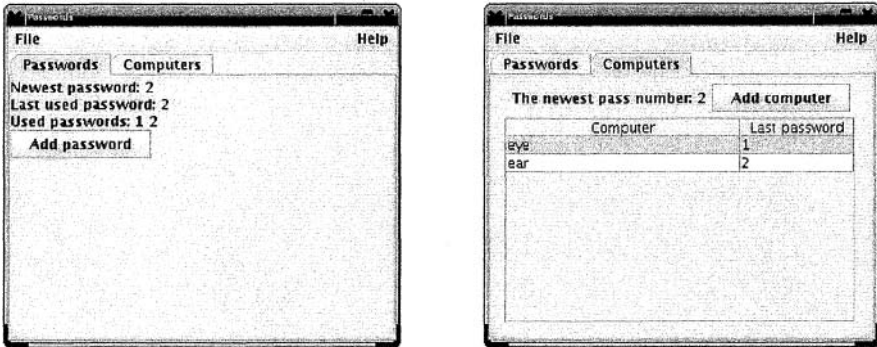 Passwords
File Help
Passwords Computers
Newest password: 2
Last used password: 2
Used passwords: 1 2
Add password
Passwords
File Help
Passwords Computers
The newest pass number: 2 Add computer
Computer Last password
eye 1
ear 2